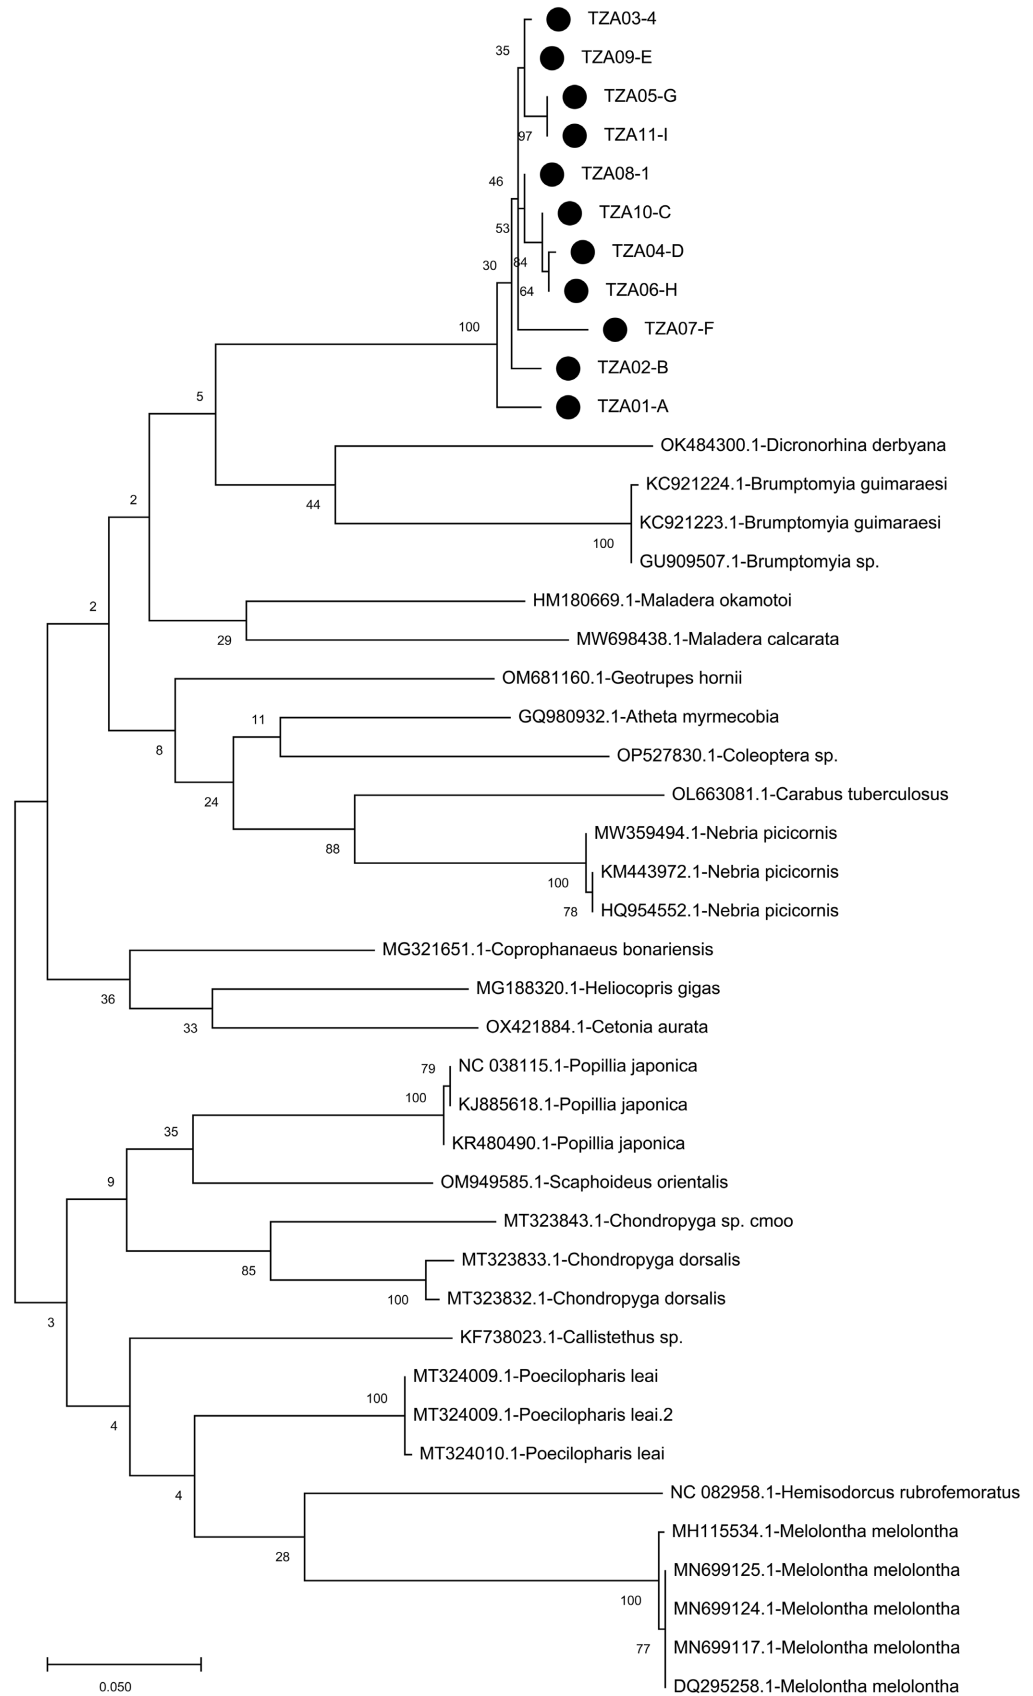 TZA03-4
35
TZA09-E
TZA05-G
97
TZA11-I
TZA08-1
46
TZA10-C
53
TZA04-D
84
30
TZA06-H
64
TZA07-F
100
TZA02-B
5
TZA01-A
OK484300.1-Dicronorhina derbyana
KC921224.1-Brumptomyia guimaraesi
2
44
KC921223.1-Brumptomyia guimaraesi
100
GU909507.1-Brumptomyia sp.
HM180669.1-Maladera okamotoi
2
29
MW698438.1-Maladera calcarata
OM681160.1-Geotrupes hornii
11
GQ980932.1-Atheta myrmecobia
8
OP527830.1-Coleoptera sp.
24
OL663081.1-Carabus tuberculosus
MW359494.1-Nebria picicornis
88
KM443972.1-Nebria picicornis
100
78
HQ954552.1-Nebria picicornis
MG321651.1-Coprophanaeus bonariensis
MG188320.1-Heliocopris gigas
36
33
OX421884.1-Cetonia aurata
79
NC 038115.1-Popillia japonica
100
KJ885618.1-Popillia japonica
35
KR480490.1-Popillia japonica
9
OM949585.1-Scaphoideus orientalis
MT323843.1-Chondropyga sp. cmoo
MT323833.1-Chondropyga dorsalis
85
100
MT323832.1-Chondropyga dorsalis
3
KF738023.1-Callistethus sp.
MT324009.1-Poecilopharis leai
100
MT324009.1-Poecilopharis leai.2
4
MT324010.1-Poecilopharis leai
4
NC 082958.1-Hemisodorcus rubrofemoratus
MH115534.1-Melolontha melolontha
28
MN699125.1-Melolontha melolontha
100
MN699124.1-Melolontha melolontha
77
MN699117.1-Melolontha melolontha
DQ295258.1-Melolontha melolontha
0.050